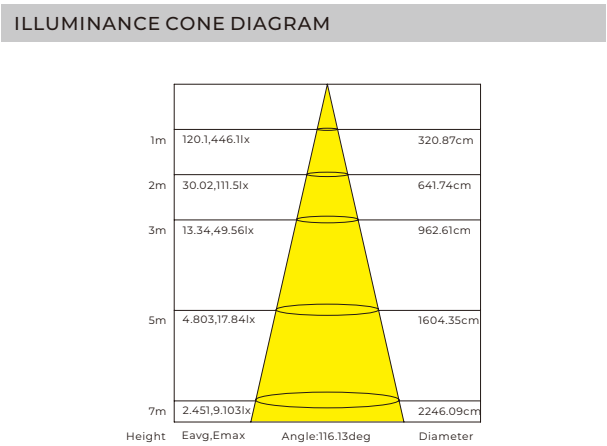 ILLUMINANCE CONE DIAGRAM
1m 120.1,446.1lx 320.87cm
2m 30.02,111.5lx 641.74cm
3m 13.34,49.56lx 962.61cm
5m 4.803,17.84lx 1604.35cm
7m 2.451,9.103lx 2246.09cm
Height Eavg,Emax Angle:116.13deg Diameter